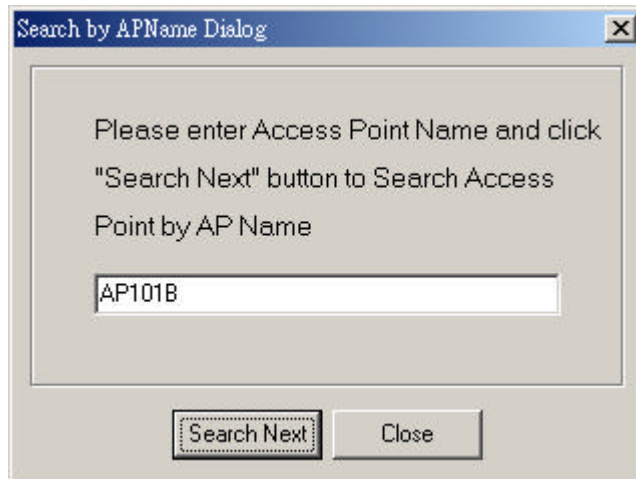 Search by APName Dialog
Please enter Access Point Name and click
"Search Next" button to Search Access
Point by AP Name
AP101B
Search Next
Close